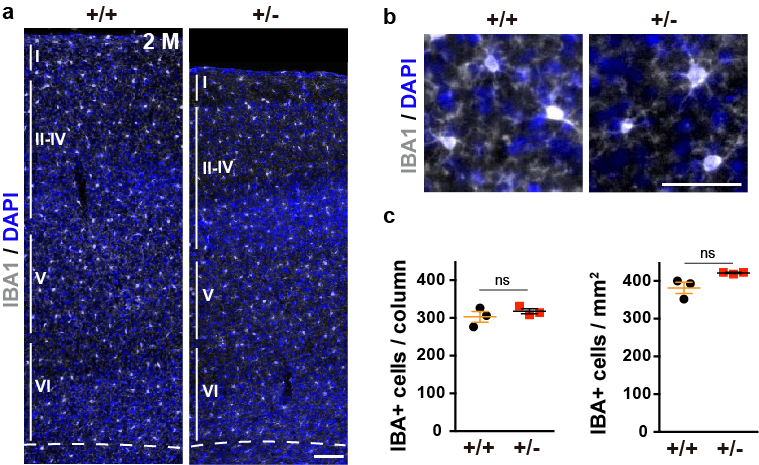 a
+/+
+/-
2 M
I
II-IV
V
VI
I
II-IV
V
VI
IBA1 / DAPI
b
+/+
+/-
IBA1 / DAPI
c
IBA+ cells / column
400
300
200
100
0
ns
+/+
+/-
IBA+ cells / mm²
400
300
200
100
0
ns
+/+
+/-